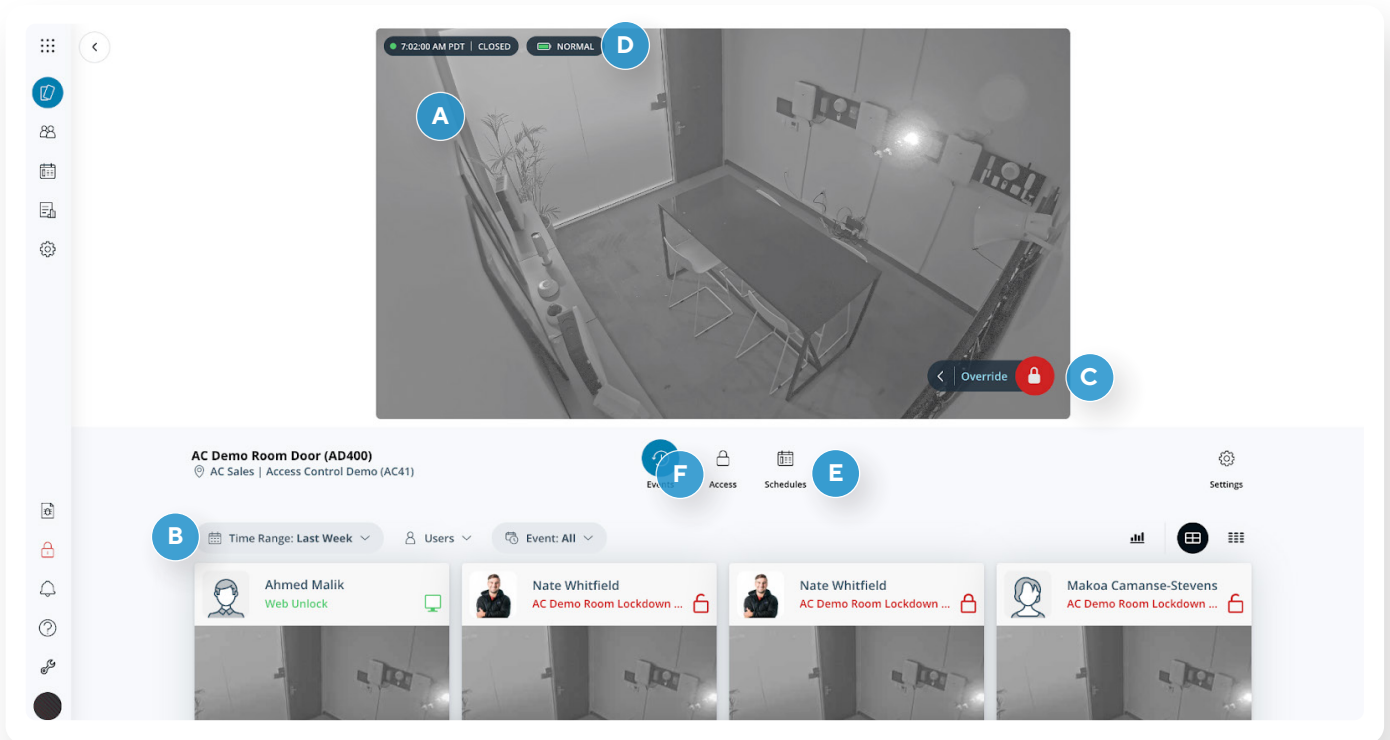 7:02:00 AM PDT | CLOSED
NORMAL
D
A
Override
C
AC Demo Room Door (AD400)
AC Sales | Access Control Demo (AC41)
Events
F
Access
Schedules
E
Settings
B
Time Range: Last Week
Users
Event: All
Ahmed Malik
Web Unlock
Nate Whitfield
AC Demo Room Lockdown ...
Nate Whitfield
AC Demo Room Lockdown ...
Makoa Camanse-Stevens
AC Demo Room Lockdown ...